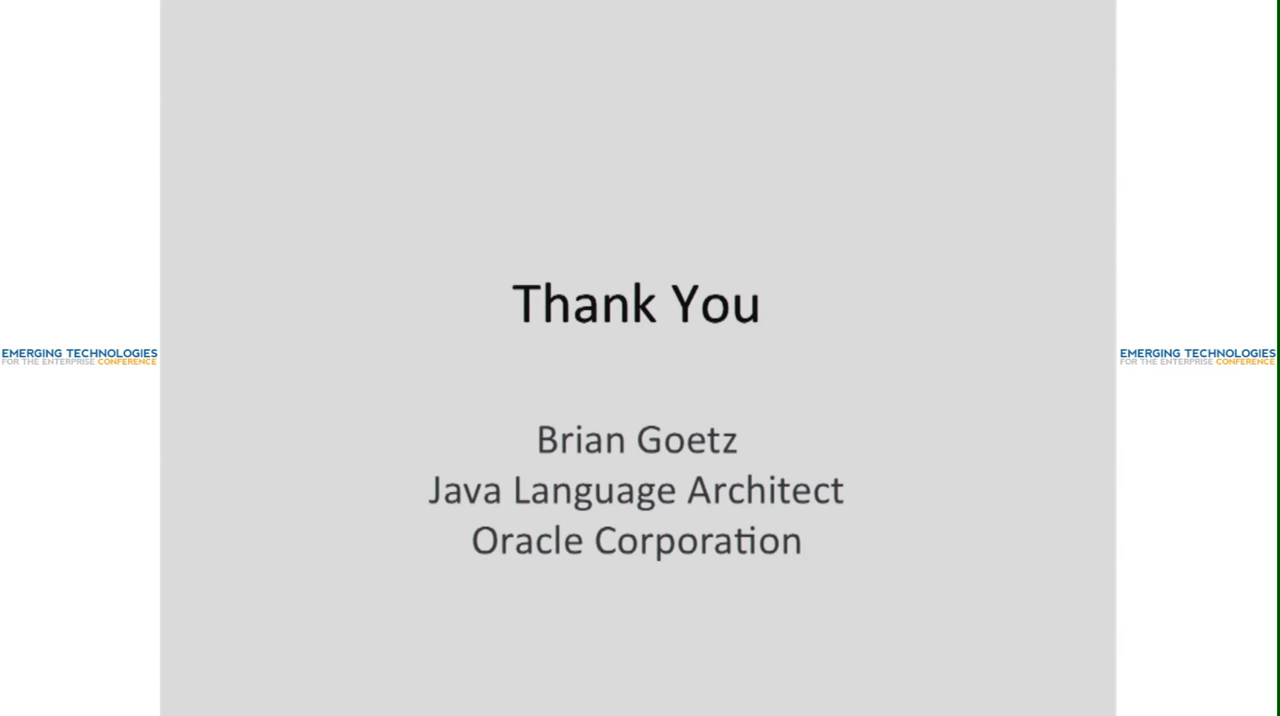 Thank You
EMERGING TECHNOLOGIES
FOR THE ENTERPRISE CONFERENCE
EMERGING TECHNOLOGIES
FOR THE ENTERPRISE CONFERENCE
Brian Goetz
Java Language Architect
Oracle Corporation